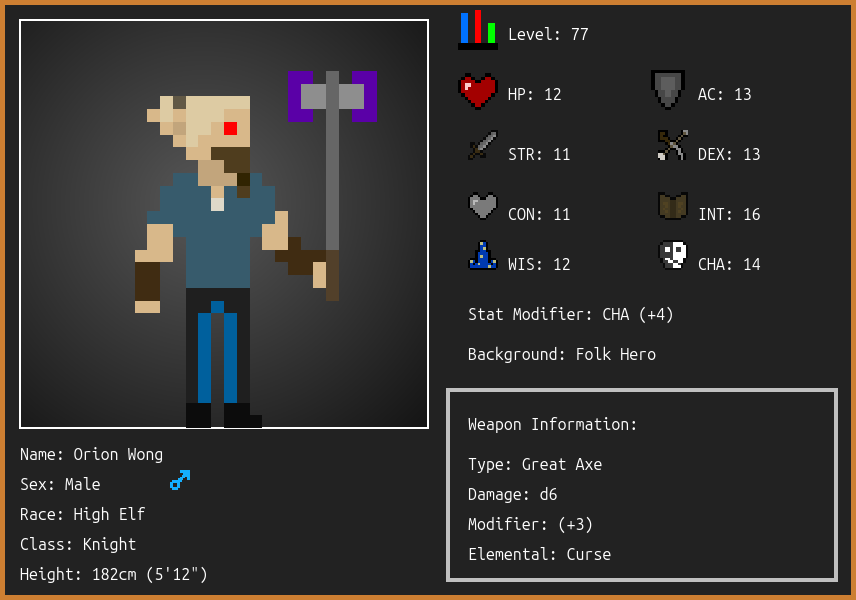 Level: 77
HP: 12
AC: 13
STR: 11
DEX: 13
CON: 11
INT: 16
WIS: 12
CHA: 14
Stat Modifier: CHA (+4)
Background: Folk Hero
Weapon Information:
Type: Great Axe
Damage: d6
Modifier: (+3)
Elemental: Curse
Name: Orion Wong
Sex: Male
Race: High Elf
Class: Knight
Height: 182cm (5'12")